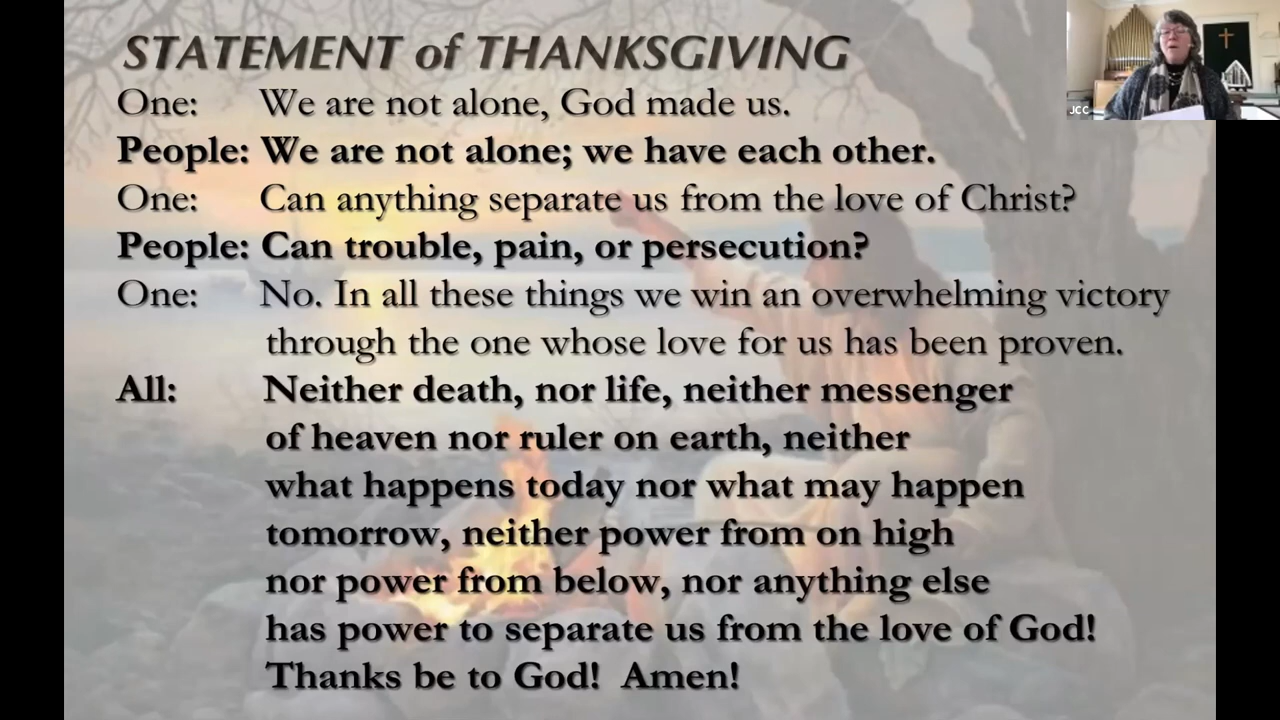 STATEMENT of THANKSGIVING
One: We are not alone, God made us.
People: We are not alone; we have each other.
One: Can anything separate us from the love of Christ?
People: Can trouble, pain, or persecution?
One: No. In all these things we win an overwhelming victory
through the one whose love for us has been proven.
All: Neither death, nor life, neither messenger
of heaven nor ruler on earth, neither
what happens today nor what may happen
tomorrow, neither power from on high
nor power from below, nor anything else
has power to separate us from the love of God!
Thanks be to God! Amen!
JCC